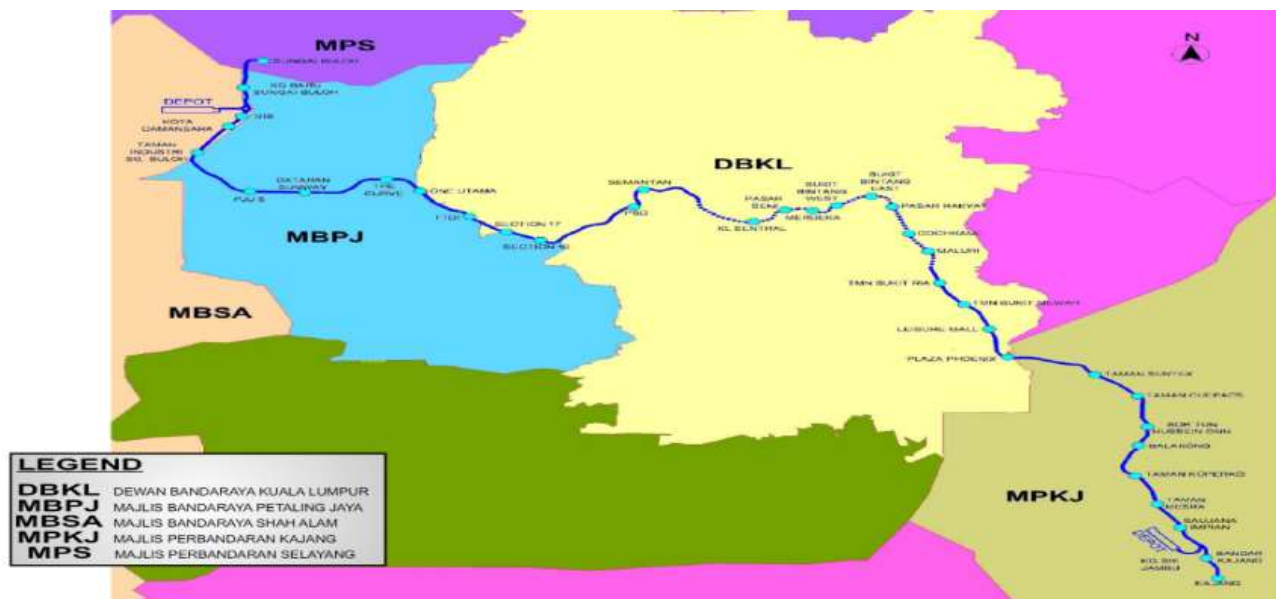 MPS
N
SUNGAI BULOH
KG BARU
SUNGAI BULOH
DEPOT
KOTA
DAMANSARA
TAMAN
INDUSTRI
SG. BULOH
PJU 5
DATARAN
SUNWAY
THE
CURVE
ONE UTAMA
TTDI
SECTION 17
SECTION 16
MBPJ
MBSA
DBKL
SEMANTAN
PBD
KL SENTRAL
PASAR
SENI
MERDEKA
BUKIT
BINTANG
WEST
BUKIT
BINTANG
EAST
PASAR RAKYAT
COCHRANE
MALURI
TMN BUKIT RIA
TMN BUKIT MEWAH
LEISURE MALL
PLAZA PHOENIX
TAMAN SUNTEX
TAMAN CUEPACS
BDR TUN
HUSSEIN ONN
BALAKONG
TAMAN KOPERASI
MPKJ
TAMAN
MESRA
SAUJANA
IMPIAN
DEPOT
BANDAR
KAJANG
KAJANG
LEGEND
DBKL DEWAN BANDARAYA KUALA LUMPUR
MBPJ MAJLIS BANDARAYA PETALING JAYA
MBSA MAJLIS BANDARAYA SHAH ALAM
MPKJ MAJLIS PERBANDARAN KAJANG
MPS MAJLIS PERBANDARAN SELAYANG